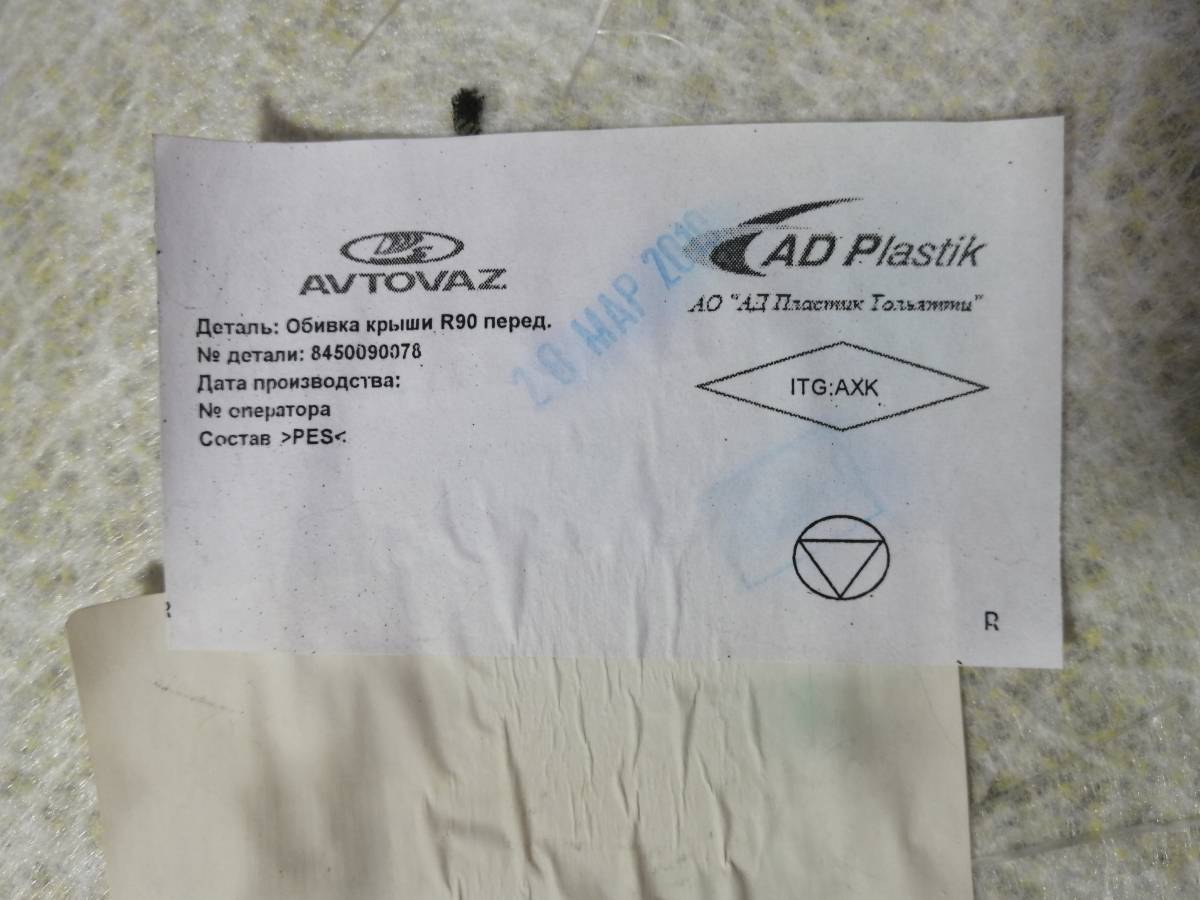 AVTOVAZ
Деталь: Обивка крыши R90 перед.
№ детали: 8450090078
Дата производства:
№ оператора
Состав >PES<
AD Plastik
АО "АД Пластик Тольятти"
ITG:AXK
МАР
R
R